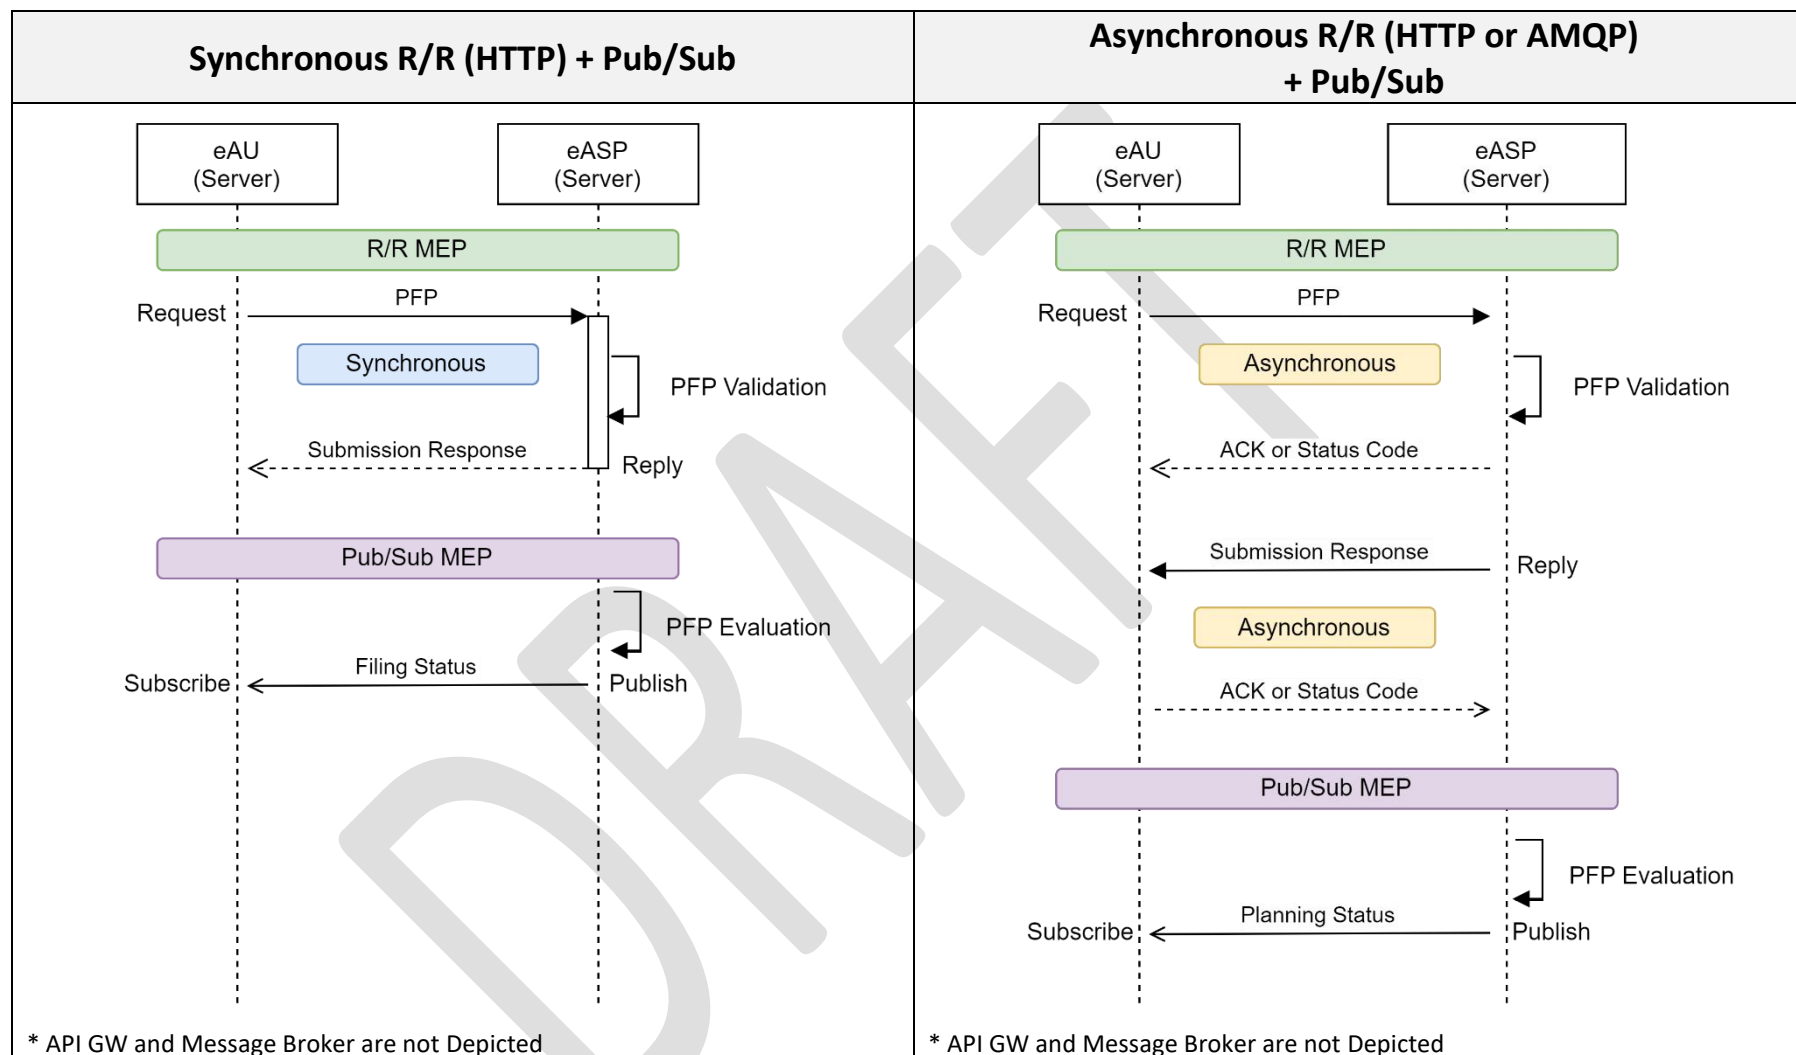 Synchronous R/R (HTTP) + Pub/Sub
eAU
(Server)
eASP
(Server)
R/R MEP
PFP
Request
Synchronous
PFP Validation
Submission Response
Reply
Pub/Sub MEP
PFP Evaluation
Filing Status
Subscribe
Publish
* API GW and Message Broker are not Depicted
Asynchronous R/R (HTTP or AMQP)
+ Pub/Sub
eAU
(Server)
eASP
(Server)
R/R MEP
PFP
Request
Asynchronous
PFP Validation
ACK or Status Code
Submission Response
Reply
Asynchronous
ACK or Status Code
Pub/Sub MEP
PFP Evaluation
Planning Status
Subscribe
Publish
* API GW and Message Broker are not Depicted
DRAFT